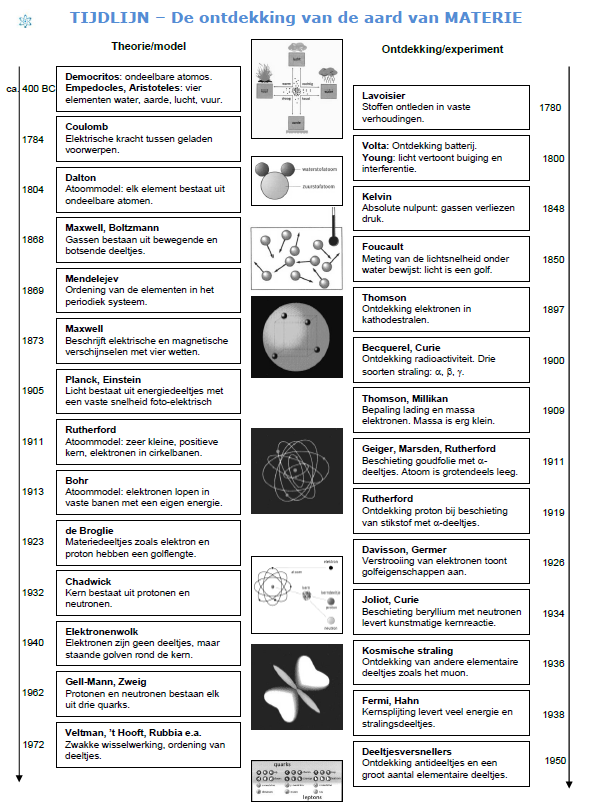 TIJDLIJN – De ontdekking van de aard van MATERIE
Theorie/model
ca. 400 BC
Democritos: ondeelbare atomos.
Empedocles, Aristoteles: vier
elementen water, aarde, lucht, vuur.
1784
Coulomb
Elektrische kracht tussen geladen
voorwerpen.
1804
Dalton
Atoommodel: elk element bestaat uit
ondeelbare atomen.
1868
Maxwell, Boltzmann
Gassen bestaan uit bewegende en
botsende deeltjes.
1869
Mendelejev
Ordening van de elementen in het
periodiek systeem.
1873
Maxwell
Beschrijft elektrische en magnetische
verschijnselen met vier wetten.
1905
Planck, Einstein
Licht bestaat uit energiedeeltjes met
een vaste snelheid foto-elektrisch
1911
Rutherford
Atoommodel: zeer kleine, positieve
kern, elektronen in cirkelbanen.
1913
Bohr
Atoommodel: elektronen lopen in
vaste banen met een eigen energie.
1923
de Broglie
Materiedeeltjes zoals elektron en
proton hebben een golflengte.
1932
Chadwick
Kern bestaat uit protonen en
neutronen.
1940
Elektronenwolk
Elektronen zijn geen deeltjes, maar
staande golven rond de kern.
1962
Gell-Mann, Zweig
Protonen en neutronen bestaan elk
uit drie quarks.
1972
Veltman, 't Hooft, Rubbia e.a.
Zwakke wisselwerking, ordening van
deeltjes.
waterstofatoom
zuurstofatoom
elektron
atoom
kern
kerndeeltje
proton
neutron
quarks
leptons
Ontdekking/experiment
Lavoisier
Stoffen ontleden in vaste
verhoudingen.
1780
Volta: Ontdekking batterij.
Young: licht vertoont buiging en
interferentie.
1800
Kelvin
Absolute nulpunt: gassen verliezen
druk.
1848
Foucault
Meting van de lichtsnelheid onder
water bewijst: licht is een golf.
1850
Thomson
Ontdekking elektronen in
kathodestralen.
1897
Becquerel, Curie
Ontdekking radioactiviteit. Drie
soorten straling: α, β, γ.
1900
Thomson, Millikan
Bepaling lading en massa
elektronen. Massa is erg klein.
1909
Geiger, Marsden, Rutherford
Beschieting goudfolie met α-
deeltjes. Atoom is grotendeels leeg.
1911
Rutherford
Ontdekking proton bij beschieting
van stikstof met α-deeltjes.
1919
Davisson, Germer
Verstrooiing van elektronen toont
golfeigenschappen aan.
1926
Joliot, Curie
Beschieting beryllium met neutronen
levert kunstmatige kernreactie.
1934
Kosmische straling
Ontdekking van andere elementaire
deeltjes zoals het muon.
1936
Fermi, Hahn
Kernsplijting levert veel energie en
stralingsdeeltjes.
1938
Deeltjesversnellers
Ontdekking antideeltjes en een
groot aantal elementaire deeltjes.
1950